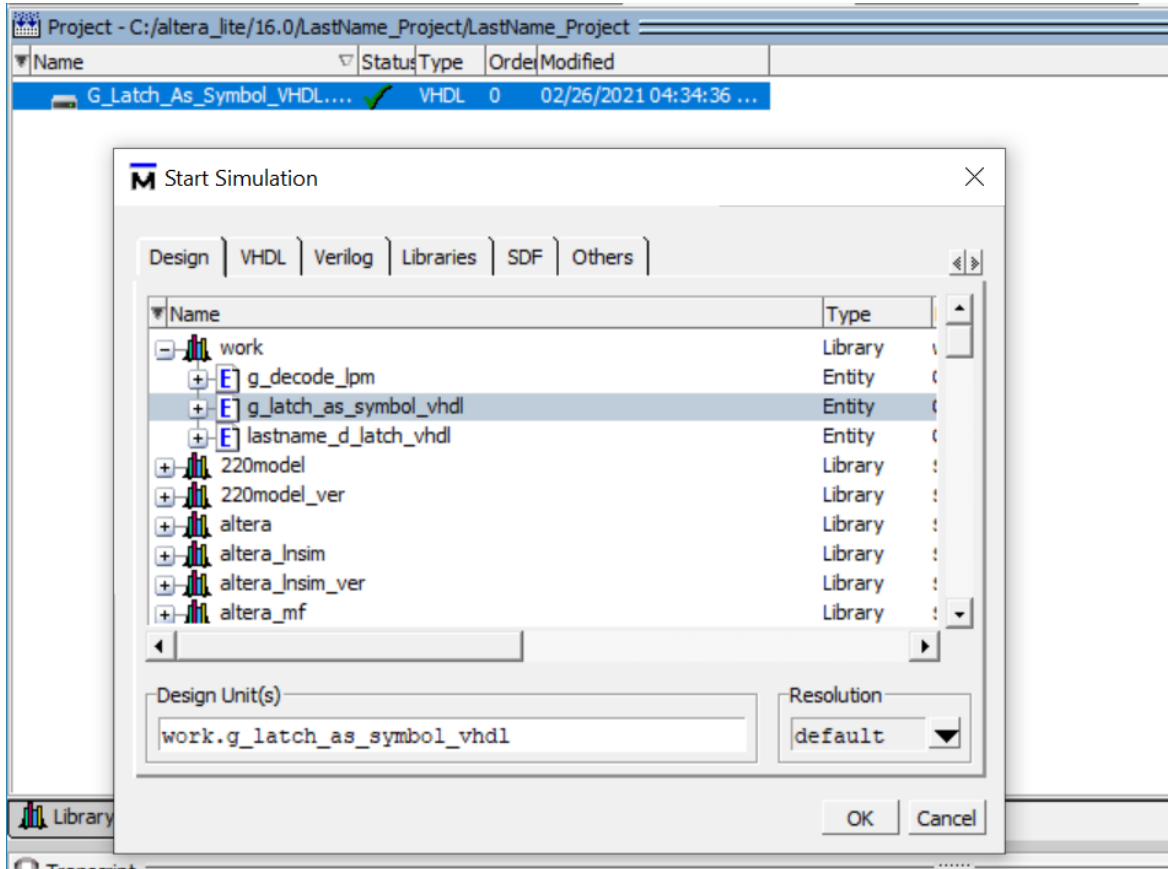 Project - C:/altera_lite/16.0/LastName_Project/LastName_Project
Name Status Type Order Modified
G_Latch_As_Symbol_VHDL.... VHDL 0 02/26/2021 04:34:36 ...
M Start Simulation
Design VHDL Verilog Libraries SDF Others
Name Type
work Library
g_decode_lpm Entity
g_latch_as_symbol_vhdl Entity
lastname_d_latch_vhdl Entity
220model Library
220model_ver Library
altera Library
altera_lnsim Library
altera_lnsim_ver Library
altera_mf Library
Design Unit(s) Resolution
work.g_latch_as_symbol_vhdl default
Library
OK Cancel
Transcript